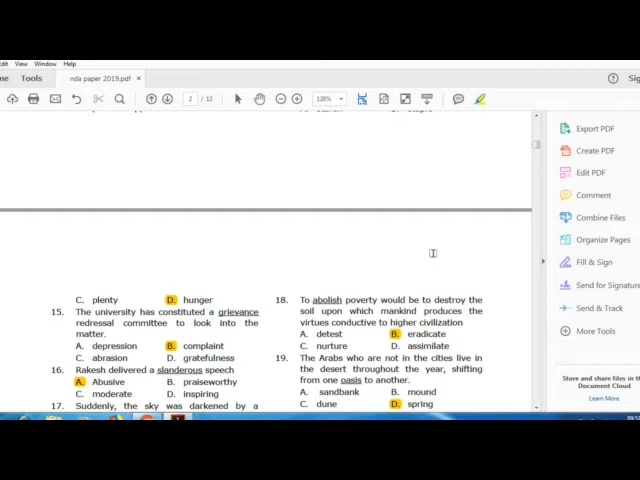 Edit View Window Help
Tools
nda paper 2019.pdf
×
2 / 12
120%
C. plenty D. hunger
15. The university has constituted a grievance
redressal committee to look into the
matter.
A. depression B. complaint
C. abrasion D. gratefulness
16. Rakesh delivered a slanderous speech
A. Abusive B. praiseworthy
C. moderate D. inspiring
17. Suddenly, the sky was darkened by a
18. To abolish poverty would be to destroy the
soil upon which mankind produces the
virtues conductive to higher civilization
A. detest B. eradicate
C. nurture D. assimilate
19. The Arabs who are not in the cities live in
the desert throughout the year, shifting
from one oasis to another.
A. sandbank B. mound
C. dune D. spring
Export PDF
Create PDF
Edit PDF
Comment
Combine Files
Organize Pages
Fill & Sign
Send for Signature
Send & Track
More Tools
Store and share files in the
Document Cloud
Learn More